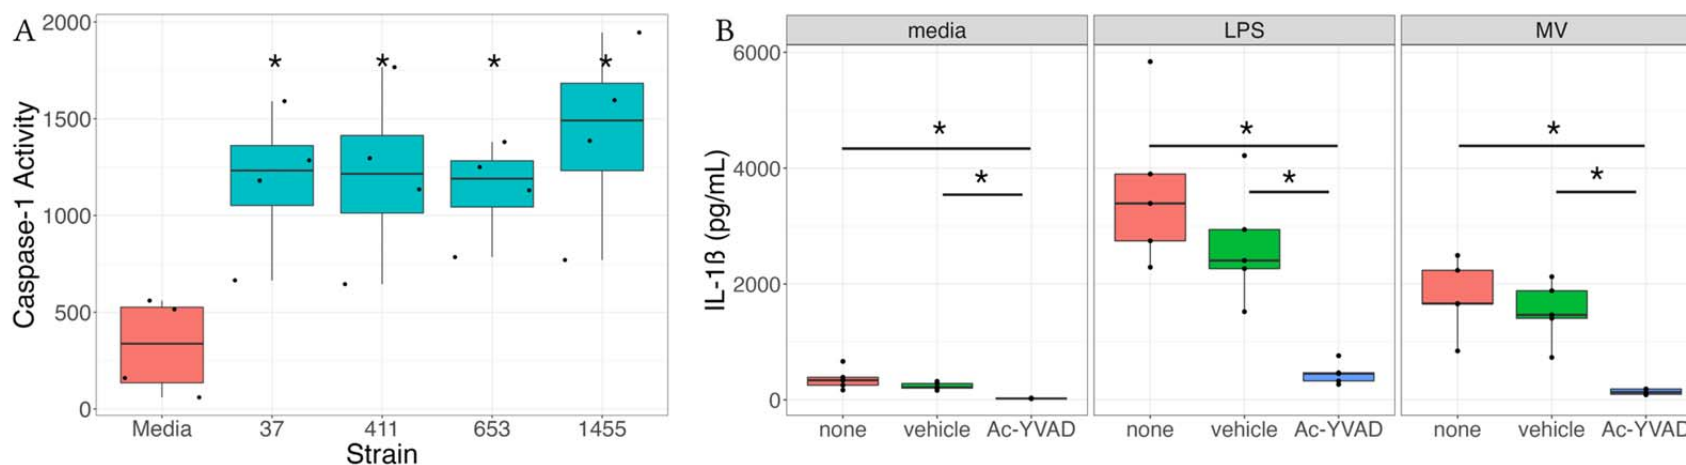 A
Caspase-1 Activity
2000
1500
1000
500
0
* * * *
Media 37 411 653 1455
Strain
B
IL-1ß (pg/mL)
6000
4000
2000
0
media LPS MV
* * *
* * *
none vehicle Ac-YVAD none vehicle Ac-YVAD none vehicle Ac-YVAD